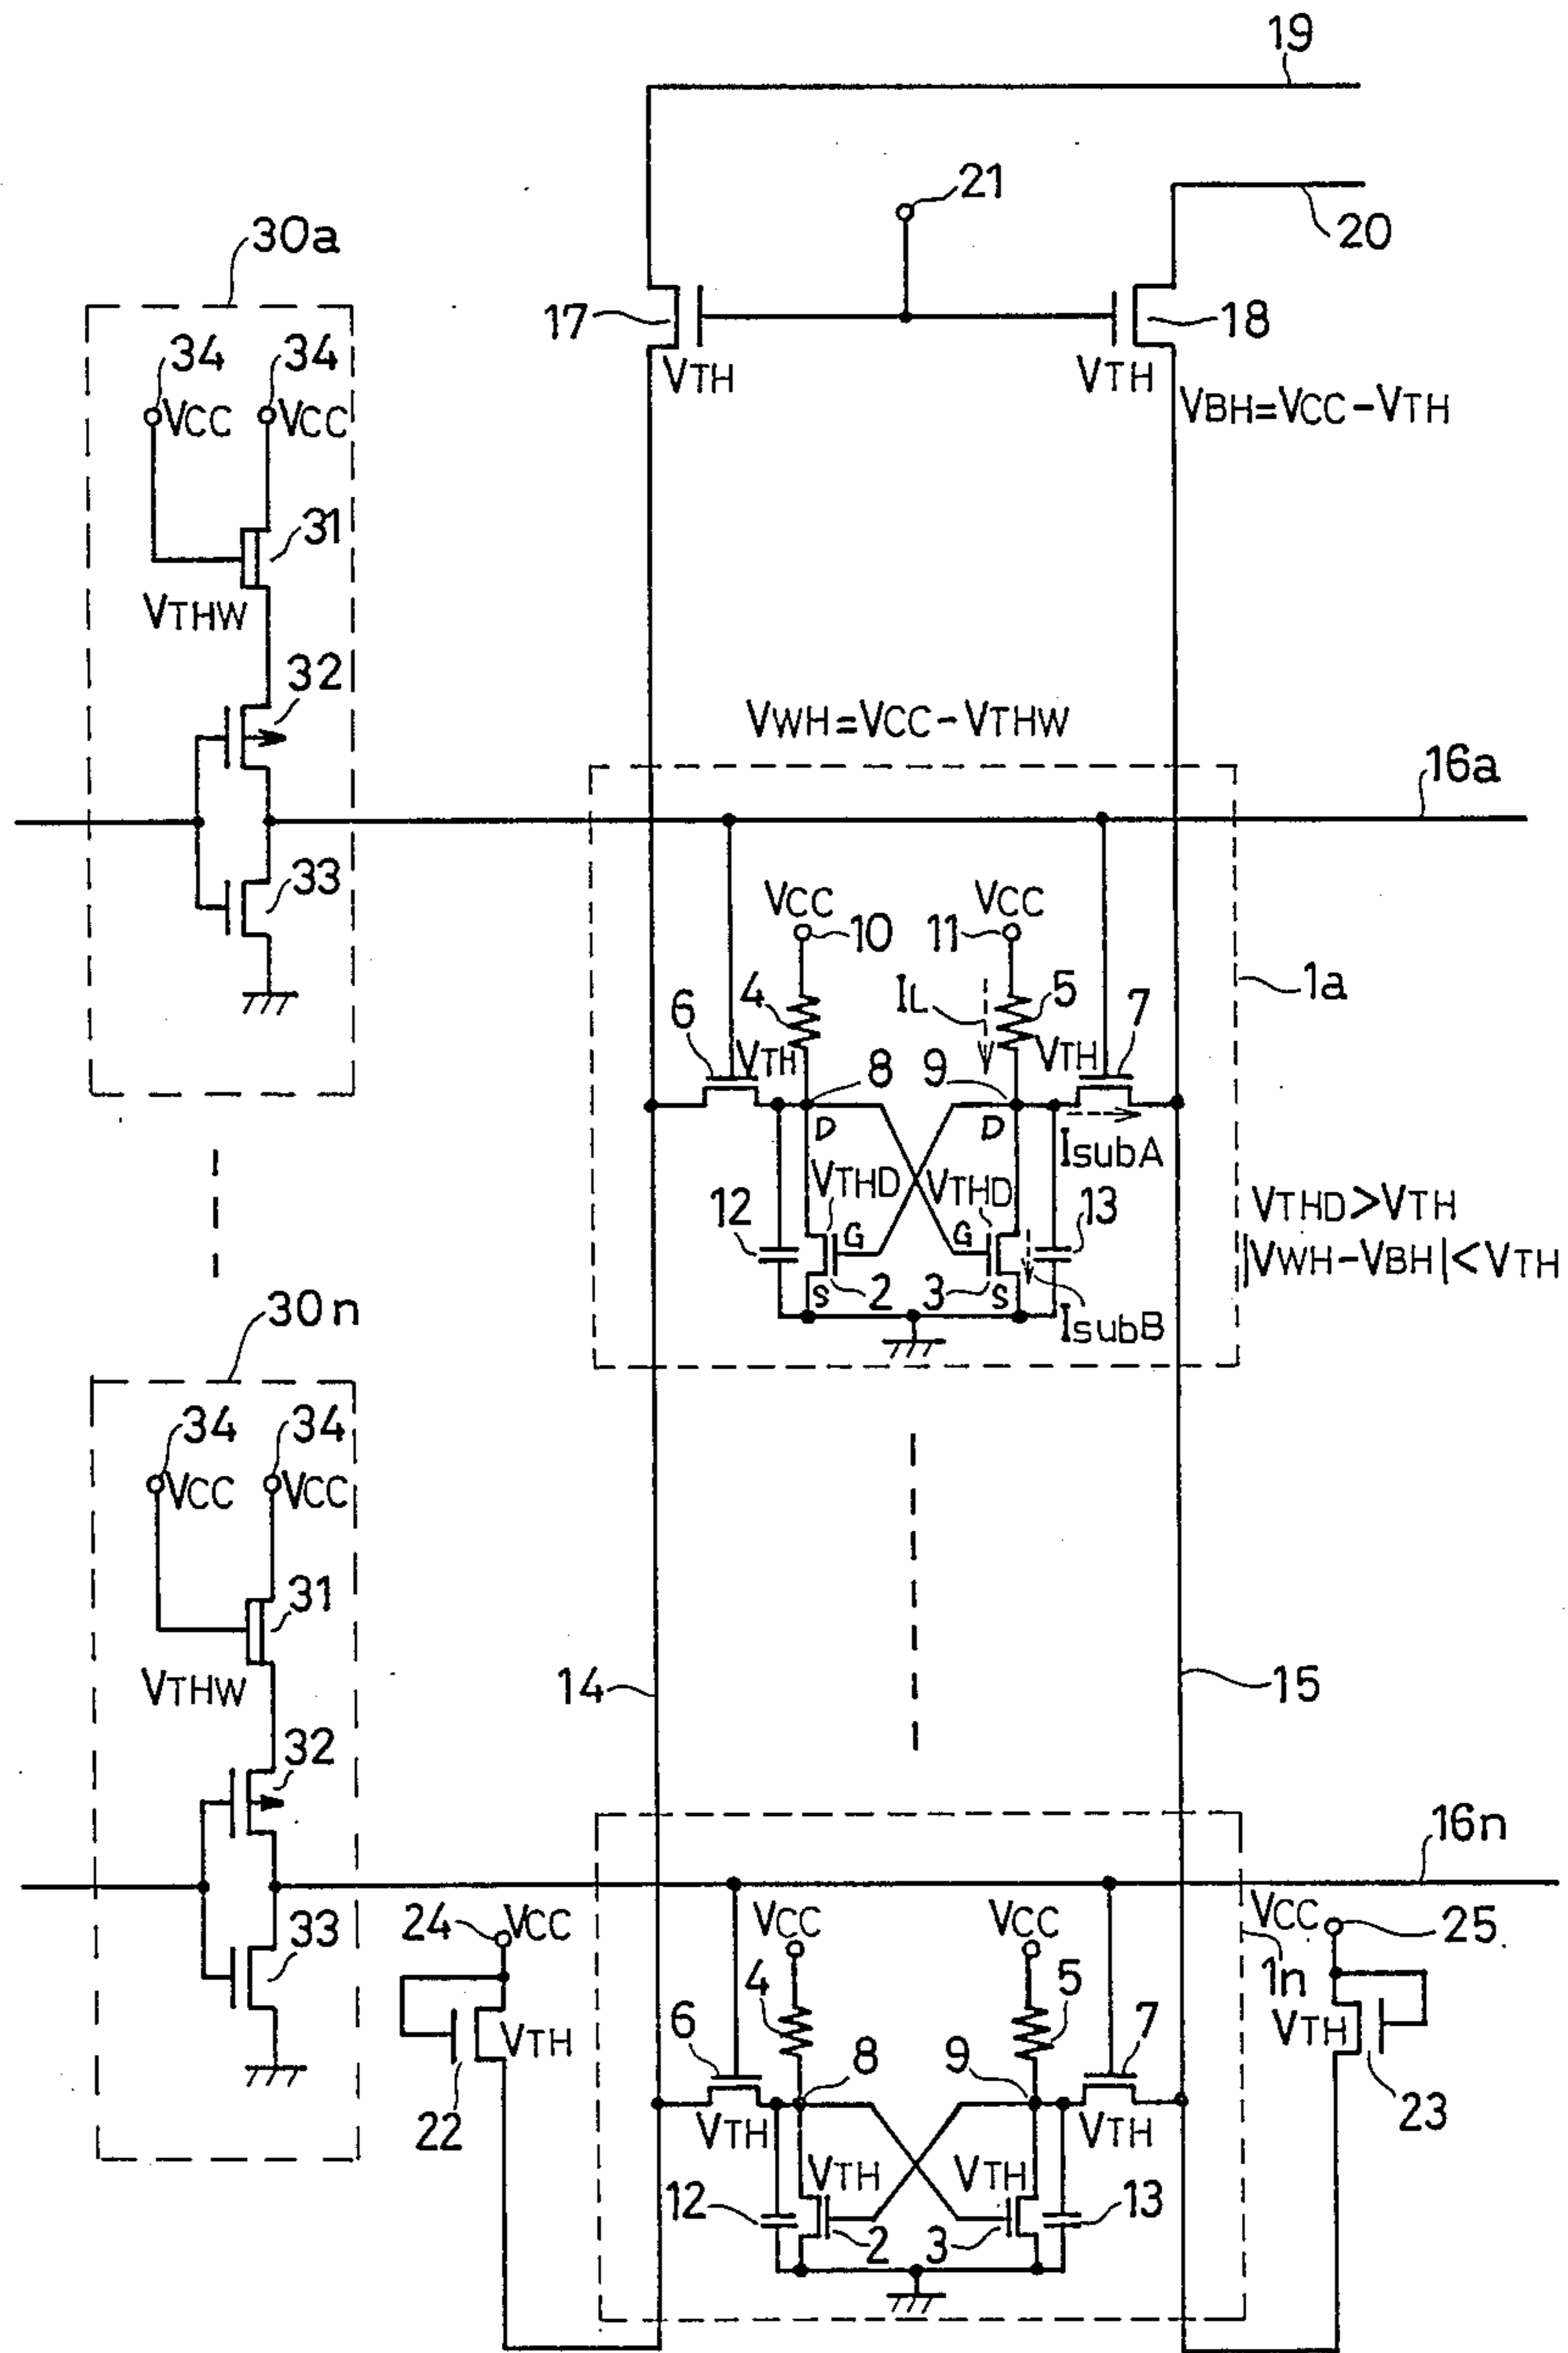 19
21
20
30a
17
18
VTH
VTH
34
34
VCC
VCC
VBH=VCC-VTH
31
VTHW
32
VWH=VCC-VTHW
16a
33
VCC
VCC
10
11
1a
IL
4
5
6
7
VTH
VTH
8
9
D
D
IsubA
VTHD
VTHD
12
13
VTHD>VTH
G
G
|VWH-VBH|<VTH
S
2
3
S
IsubB
30n
34
34
VCC
VCC
31
VTHW
14
15
32
16n
24
VCC
VCC
VCC
VCC
25
33
1n
4
5
6
7
VTH
VTH
8
9
22
23
VTH
VTH
VTH
VTH
12
13
2
3